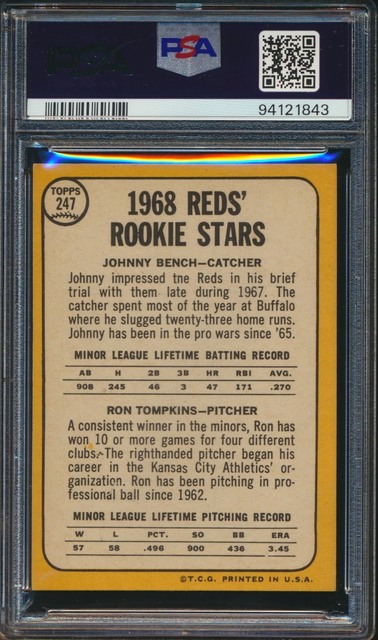 PSA
94121843
TOPPS
247
1968 REDS'
ROOKIE STARS
JOHNNY BENCH—CATCHER
Johnny impressed tne Reds in his brief
trial with them late during 1967. The
catcher spent most of the year at Buffalo
where he slugged twenty-three home runs.
Johnny has been in the pro wars since '65.
MINOR LEAGUE LIFETIME BATTING RECORD
AB H 2B 3B HR RBI AVG.
908 245 46 3 47 171 .270
RON TOMPKINS—PITCHER
A consistent winner in the minors, Ron has
won 10 or more games for four different
clubs. The righthanded pitcher began his
career in the Kansas City Athletics' or-
ganization. Ron has been pitching in pro-
fessional ball since 1962.
MINOR LEAGUE LIFETIME PITCHING RECORD
W L PCT. SO BB ERA
57 58 .496 900 436 3.45
©T.C.G. PRINTED IN U.S.A.